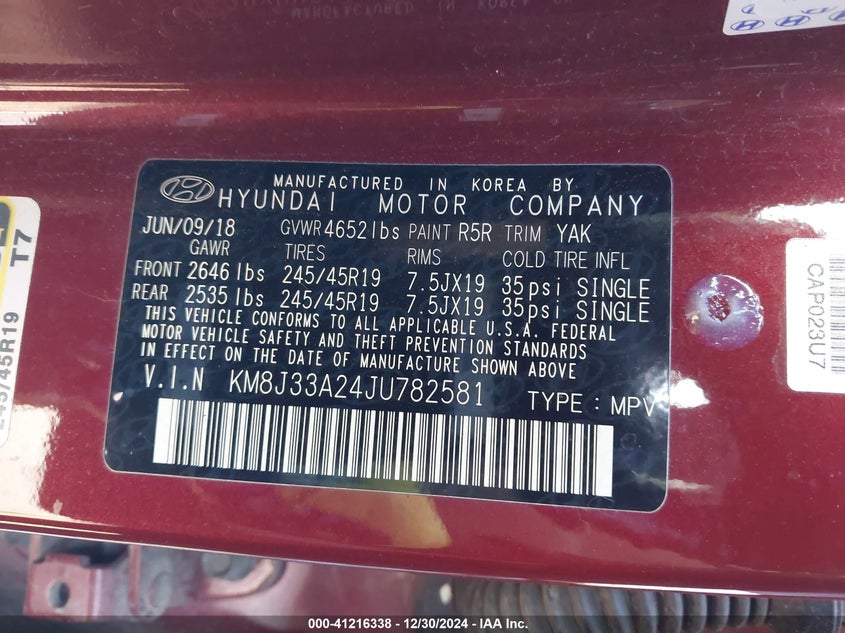 MANUFACTURED IN KOREA BY
HYUNDAI MOTOR COMPANY
JUN/09/18 GVWR 4652 lbs PAINT R5R TRIM YAK
GAWR TIRES RIMS COLD TIRE INFL
FRONT 2646 lbs 245/45R19 7.5JX19 35 psi SINGLE
REAR 2535 lbs 245/45R19 7.5JX19 35 psi SINGLE
THIS VEHICLE CONFORMS TO ALL APPLICABLE U.S.A. FEDERAL
MOTOR VEHICLE SAFETY AND THEFT PREVENTION STANDARDS
IN EFFECT ON THE DATE OF MANUFACTURE SHOWN ABOVE
V.I.N KM8J33A24JU782581 TYPE : MPV
T7
245/45R19
CAP023U7
000-41216338 - 12/30/2024 - IAA Inc.